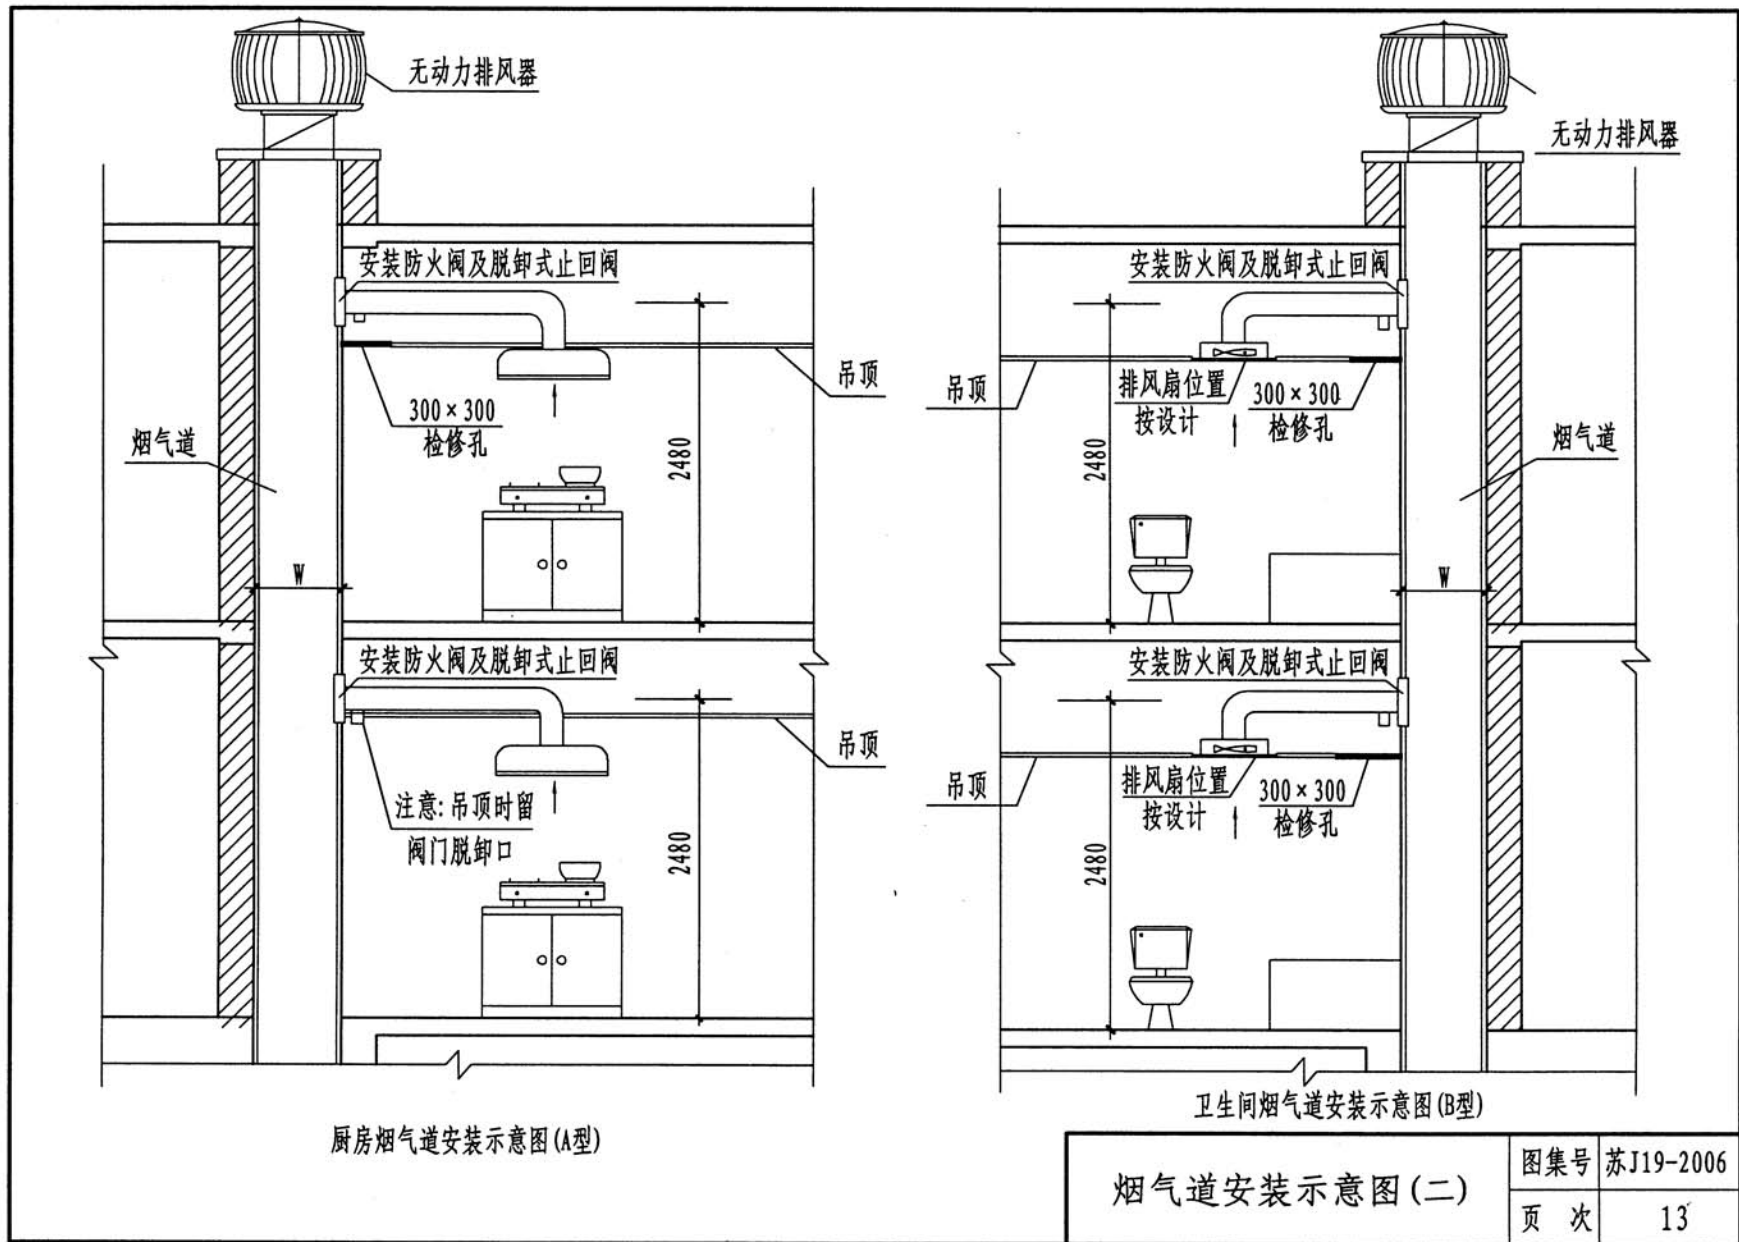 无动力排风器
安装防火阀及脱卸式止回阀
吊顶
300×300
检修孔
烟气道
2480
W
安装防火阀及脱卸式止回阀
吊顶
注意:吊顶时留
阀门脱卸口
2480
厨房烟气道安装示意图(A型)
无动力排风器
安装防火阀及脱卸式止回阀
吊顶
排风扇位置
按设计
300×300
检修孔
烟气道
2480
W
安装防火阀及脱卸式止回阀
吊顶
排风扇位置
按设计
300×300
检修孔
2480
卫生间烟气道安装示意图(B型)
烟气道安装示意图(二)
图集号 苏J19-2006
页 次 13